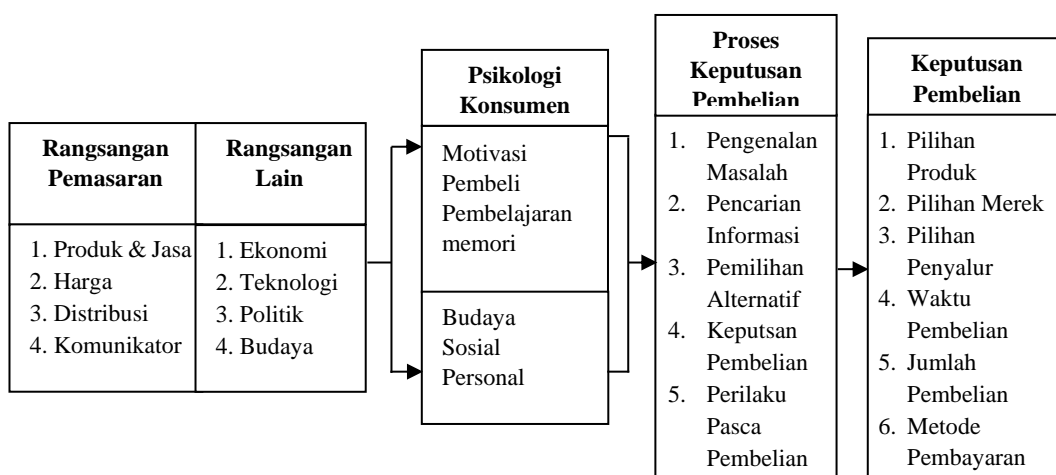 Rangsangan
Pemasaran
1. Produk & Jasa
2. Harga
3. Distribusi
4. Komunikator
Rangsangan
Lain
1. Ekonomi
2. Teknologi
3. Politik
4. Budaya
Psikologi
Konsumen
Motivasi
Pembeli
Pembelajaran
memori
Budaya
Sosial
Personal
Proses
Keputusan
Pembelian
1. Pengenalan
Masalah
2. Pencarian
Informasi
3. Pemilihan
Alternatif
4. Keputsan
Pembelian
5. Perilaku
Pasca
Pembelian
Keputusan
Pembelian
1. Pilihan
Produk
2. Pilihan Merek
3. Pilihan
Penyalur
4. Waktu
Pembelian
5. Jumlah
Pembelian
6. Metode
Pembayaran